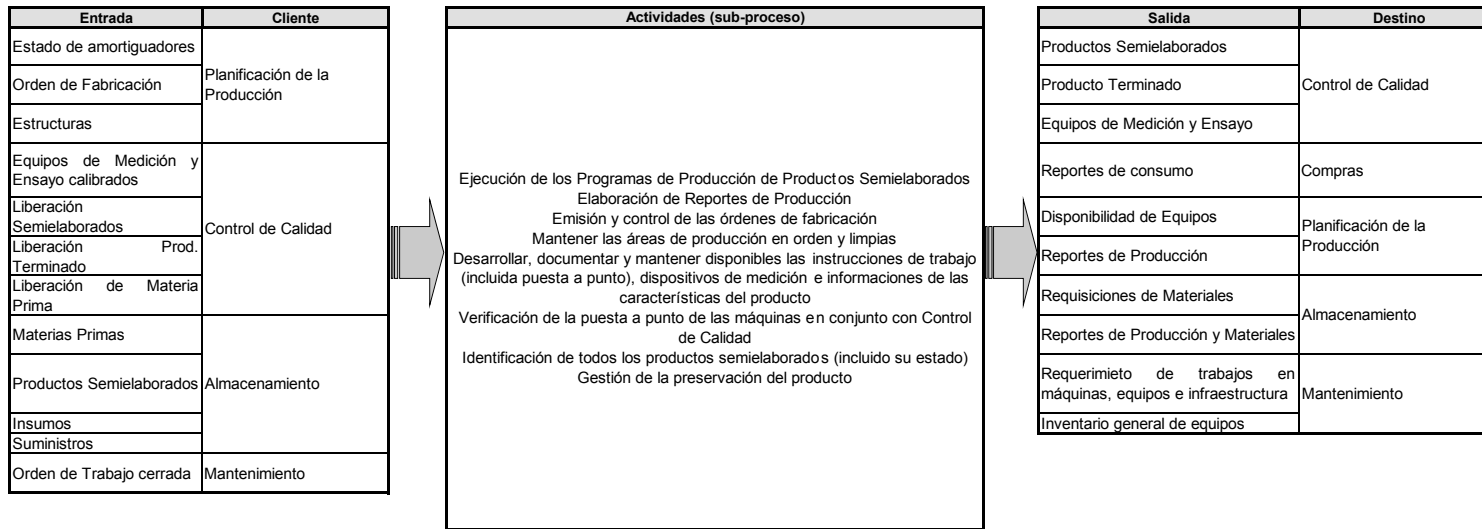 Entrada
Cliente
Estado de amortiguadores
Orden de Fabricación
Estructuras
Planificación de la
Producción
Equipos de Medición y
Ensayo calibrados
Liberación
Semielaborados
Liberación Prod.
Terminado
Liberación de Materia
Prima
Control de Calidad
Materias Primas
Productos Semielaborados
Insumos
Suministros
Almacenamiento
Orden de Trabajo cerrada
Mantenimiento
Actividades (sub-proceso)
Ejecución de los Programas de Producción de Productos Semielaborados
Elaboración de Reportes de Producción
Emisión y control de las órdenes de fabricación
Mantener las áreas de producción en orden y limpias
Desarrollar, documentar y mantener disponibles las instrucciones de trabajo
(incluida puesta a punto), dispositivos de medición e informaciones de las
características del producto
Verificación de la puesta a punto de las máquinas en conjunto con Control
de Calidad
Identificación de todos los productos semielaborados (incluido su estado)
Gestión de la preservación del producto
Salida
Destino
Productos Semielaborados
Producto Terminado
Equipos de Medición y Ensayo
Control de Calidad
Reportes de consumo
Compras
Disponibilidad de Equipos
Reportes de Producción
Planificación de la
Producción
Requisiciones de Materiales
Reportes de Producción y Materiales
Almacenamiento
Requerimieto de trabajos en
máquinas, equipos e infraestructura
Inventario general de equipos
Mantenimiento